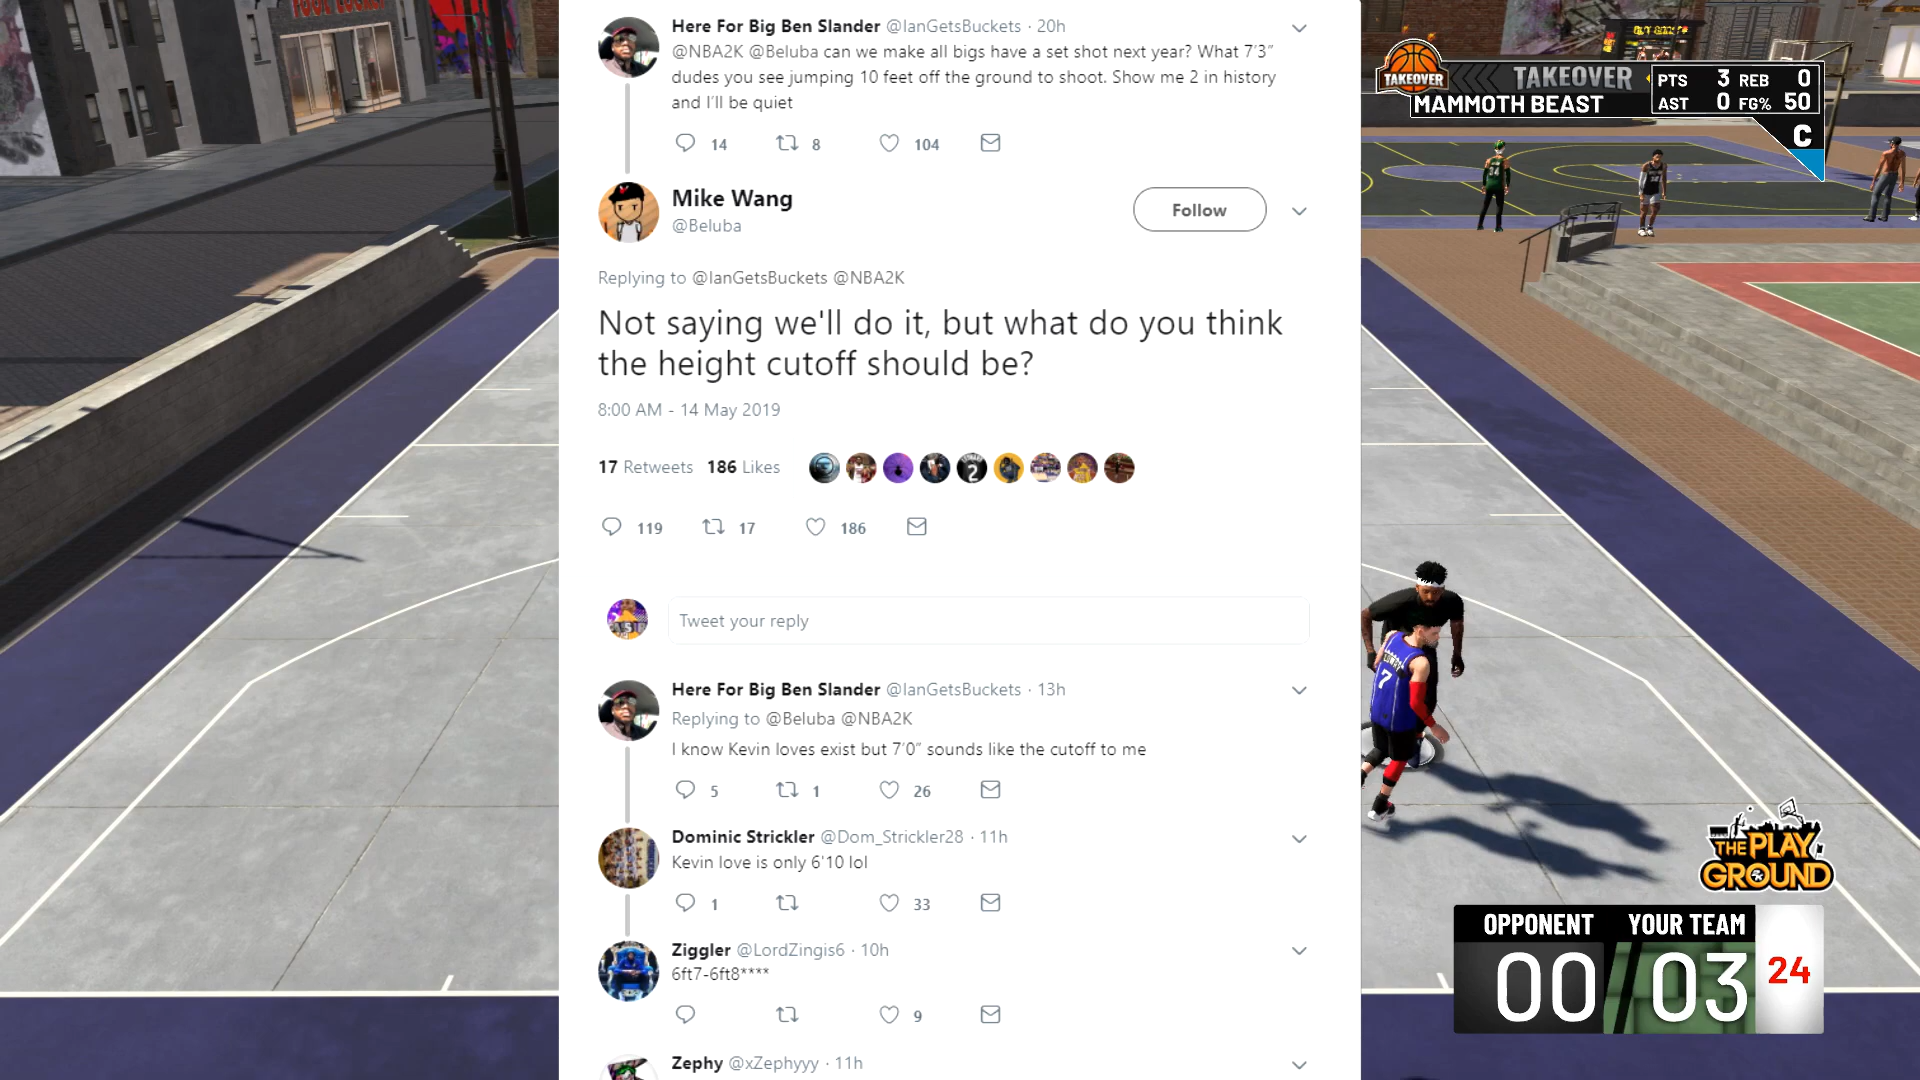 Here For Big Ben Slander @IanGetsBuckets · 20h
@NBA2K @Beluba can we make all bigs have a set shot next year? What 7’3”
dudes you see jumping 10 feet off the ground to shoot. Show me 2 in history
and I’ll be quiet
14 8 104
Mike Wang
@Beluba
Follow
Replying to @IanGetsBuckets @NBA2K
Not saying we'll do it, but what do you think
the height cutoff should be?
8:00 AM - 14 May 2019
17 Retweets 186 Likes
119 17 186
Tweet your reply
Here For Big Ben Slander @IanGetsBuckets · 13h
Replying to @Beluba @NBA2K
I know Kevin loves exist but 7’0” sounds like the cutoff to me
5 1 26
Dominic Strickler @Dom_Strickler28 · 11h
Kevin love is only 6'10 lol
1 33
Ziggler @LordZingis6 · 10h
6ft7-6ft8****
9
Zephy @xZephyyy · 11h
FOOT LOCKER
TAKEOVER
TAKEOVER
MAMMOTH BEAST
PTS 3 REB 0
AST 0 FG% 50
C
34
LOWRY
7
THE PLAY
GROUND
OPPONENT YOUR TEAM
00 03 24